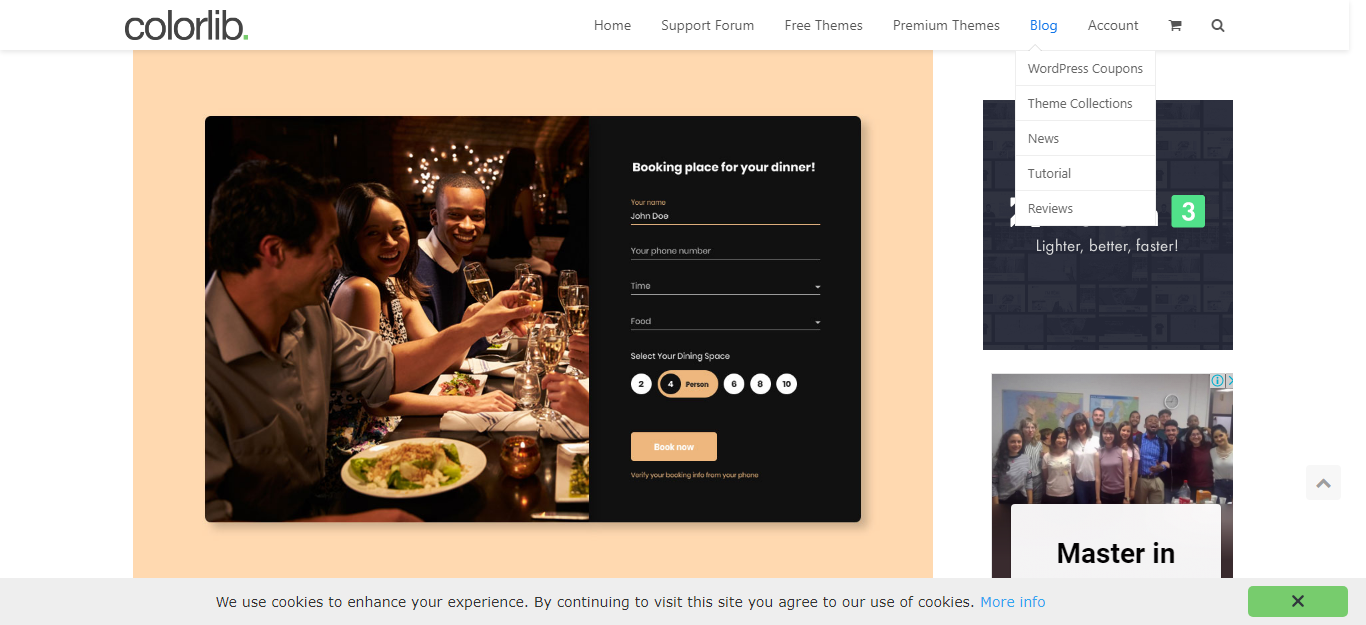 colorlib.
Home Support Forum Free Themes Premium Themes Blog Account
WordPress Coupons
Theme Collections
News
Tutorial
Reviews
Booking place for your dinner!
Your name
John Doe
Your phone number
Time
Food
Select Your Dining Space
2 4 Person 6 8 10
Book now
Verify your booking info from your phone
3
Lighter, better, faster!
Master in
We use cookies to enhance your experience. By continuing to visit this site you agree to our use of cookies. More info